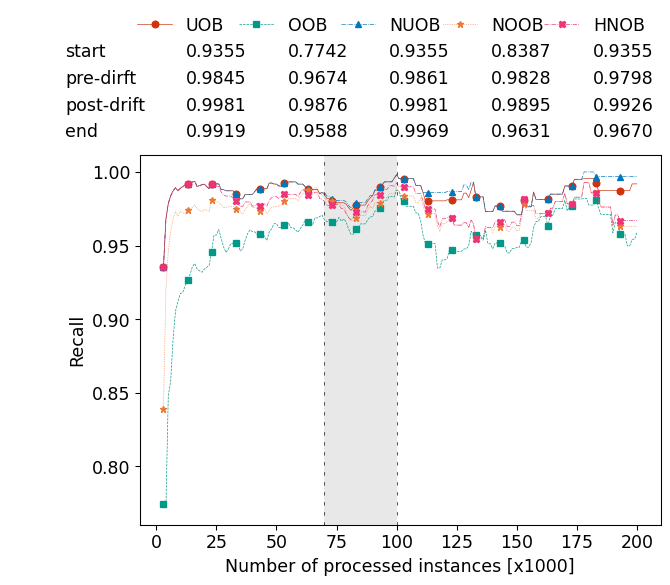 UOB OOB NUOB NOOB HNOB
start 0.9355 0.7742 0.9355 0.8387 0.9355
pre-dirft 0.9845 0.9674 0.9861 0.9828 0.9798
post-drift 0.9981 0.9876 0.9981 0.9895 0.9926
end 0.9919 0.9588 0.9969 0.9631 0.9670
1.00
0.95
0.90
0.85
0.80
Recall
0 25 50 75 100 125 150 175 200
Number of processed instances [x1000]